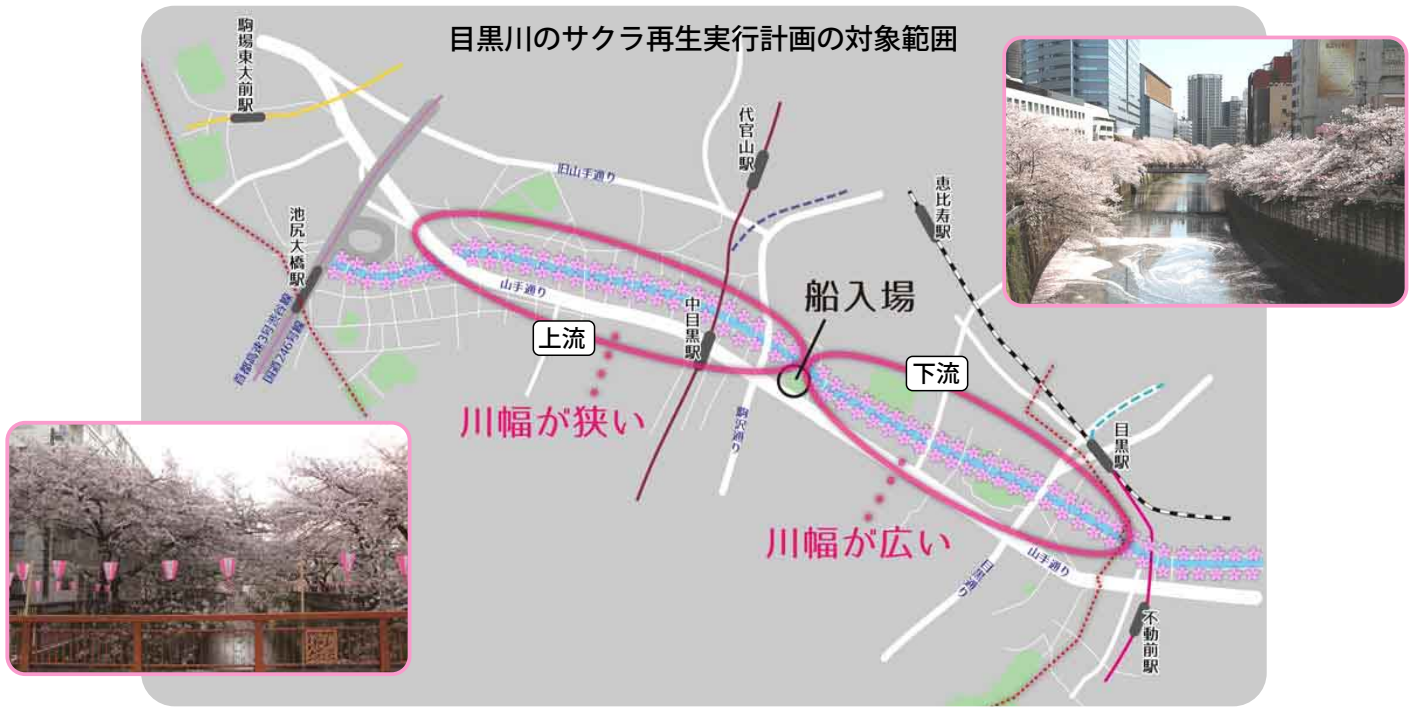 目黒川のサクラ再生実行計画の対象範囲
駒場東大前駅
代官山駅
旧山手通り
恵比寿駅
池尻大橋駅
山手通り
船入場
中目黒駅
上流
下流
首都高速3号渋谷線
国道246号線
川幅が狭い
駒沢通り
目黒駅
川幅が広い
山手通り
目黒通り
不動前駅